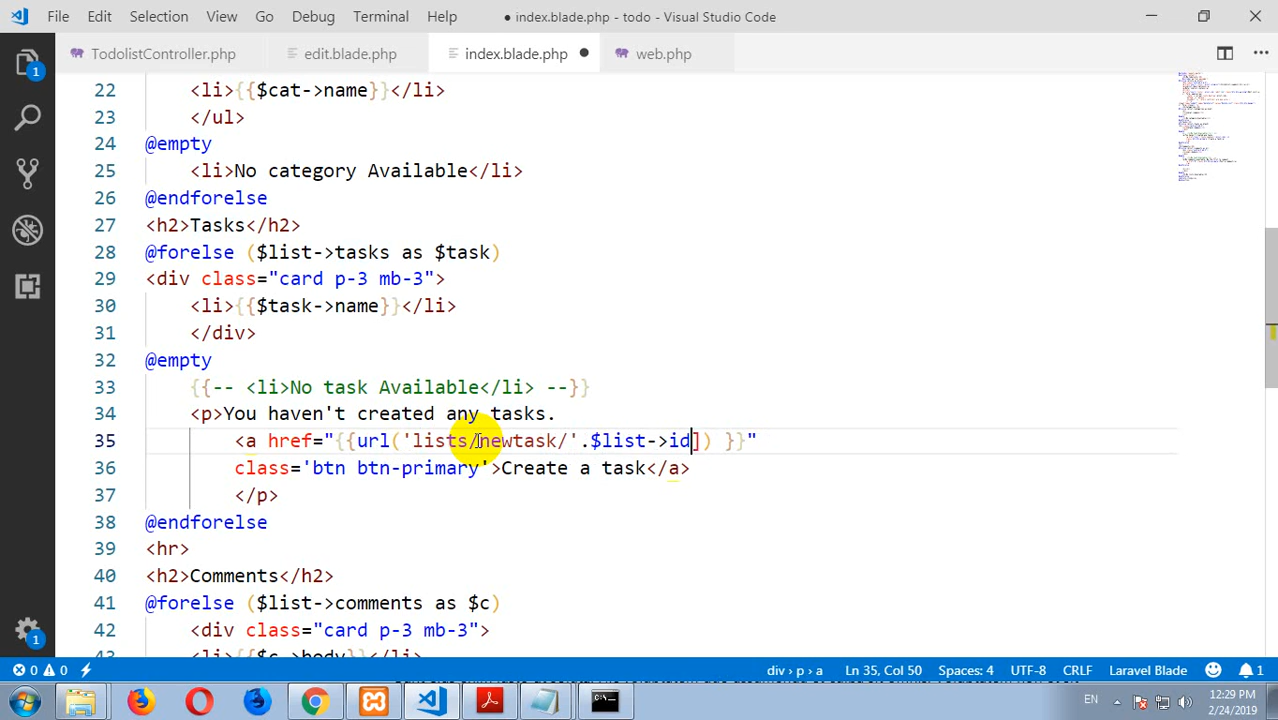 File Edit Selection View Go Debug Terminal Help
● index.blade.php - todo - Visual Studio Code
TodolistController.php edit.blade.php index.blade.php web.php
22 <li>{{$cat->name}}</li>
23 </ul>
24 @empty
25 <li>No category Available</li>
26 @endforelse
27 <h2>Tasks</h2>
28 @forelse ($list->tasks as $task)
29 <div class="card p-3 mb-3">
30 <li>{{$task->name}}</li>
31 </div>
32 @empty
33 {{-- <li>No task Available</li> --}}
34 <p>You haven't created any tasks.
35 <a href="{{url('lists/newtask/'.$list->id]) }}"
36 class='btn btn-primary'>Create a task</a>
37 </p>
38 @endforelse
39 <hr>
40 <h2>Comments</h2>
41 @forelse ($list->comments as $c)
42 <div class="card p-3 mb-3">
43 <li>{{$c->body}}</li>
1
1
0 0 div › p › a Ln 35, Col 50 Spaces: 4 UTF-8 CRLF Laravel Blade 1
EN 12:29 PM
2/24/2019